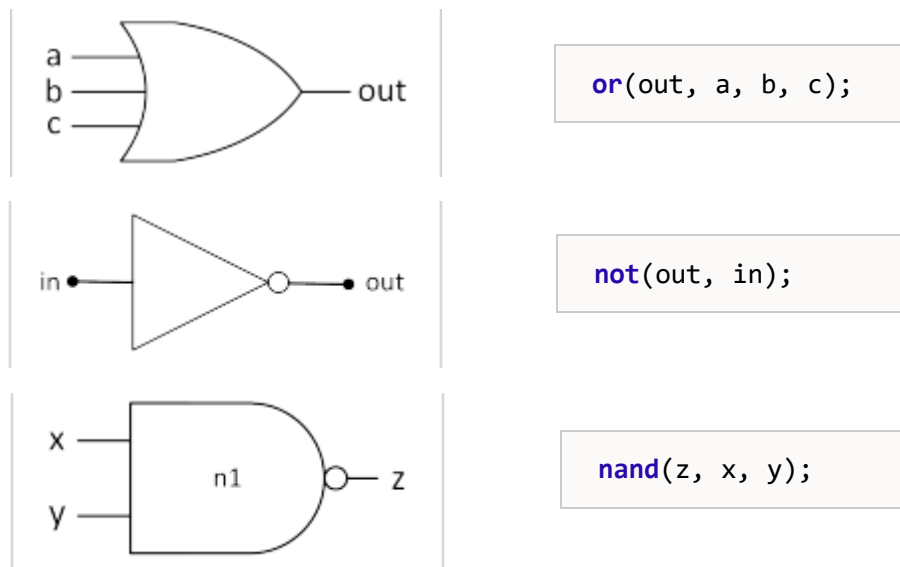 a
b
c
out
or(out, a, b, c);
in
out
not(out, in);
x
y
n1
z
nand(z, x, y);